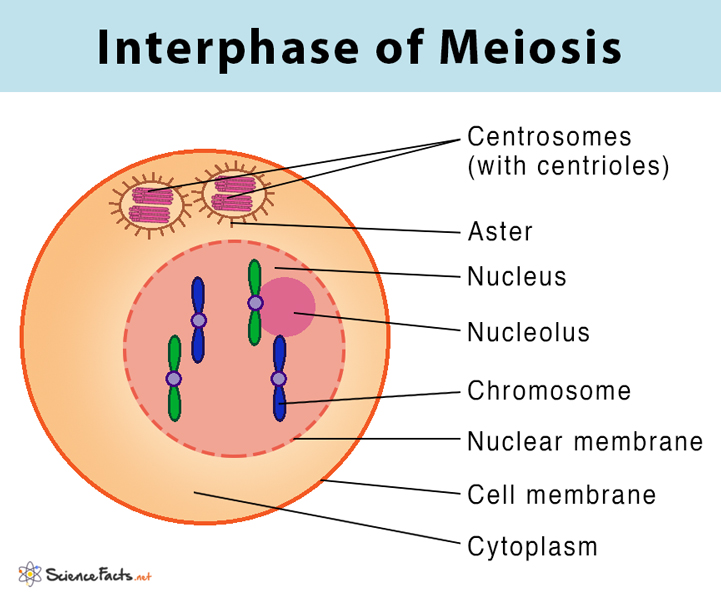 Interphase of Meiosis
Centrosomes
(with centrioles)
Aster
Nucleus
Nucleolus
Chromosome
Nuclear membrane
Cell membrane
Cytoplasm
ScienceFacts.net